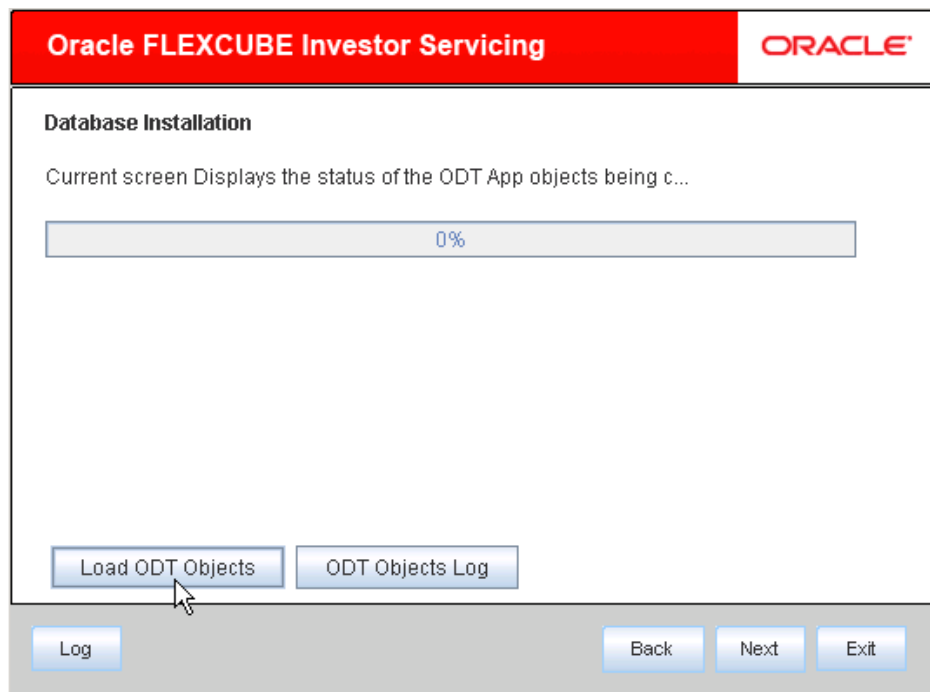 Oracle FLEXCUBE Investor Servicing
ORACLE®
Database Installation
Current screen Displays the status of the ODT App objects being c...
0%
Load ODT Objects
ODT Objects Log
Log
Back
Next
Exit